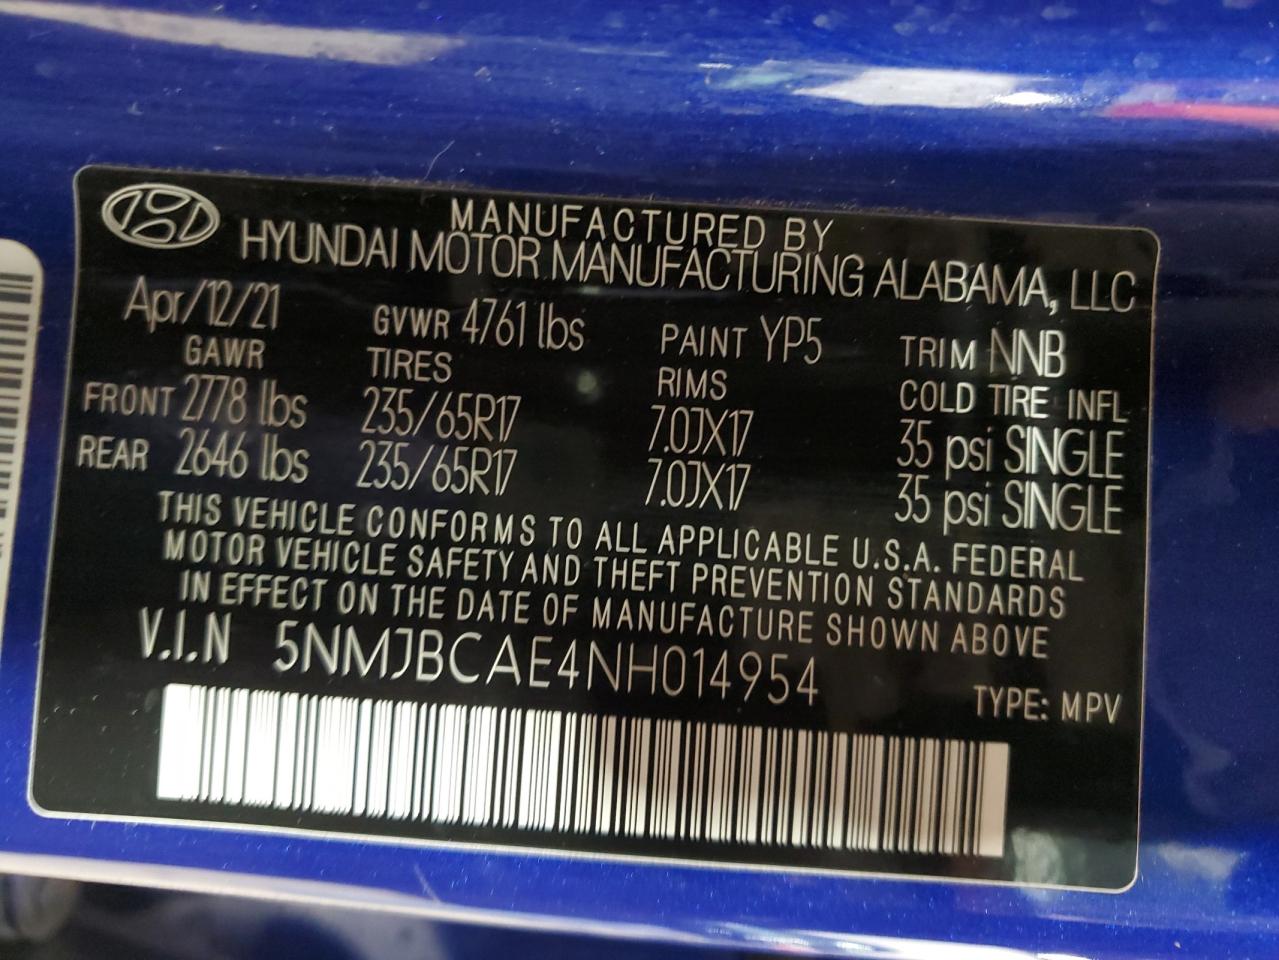 MANUFACTURED BY
HYUNDAI MOTOR MANUFACTURING ALABAMA, LLC
Apr/12/21 GVWR 4761 lbs PAINT YP5 TRIM NNB
GAWR TIRES RIMS COLD TIRE INFL
FRONT 2778 lbs 235/65R17 7.0JX17 35 psi SINGLE
REAR 2646 lbs 235/65R17 7.0JX17 35 psi SINGLE
THIS VEHICLE CONFORMS TO ALL APPLICABLE U.S.A. FEDERAL
MOTOR VEHICLE SAFETY AND THEFT PREVENTION STANDARDS
IN EFFECT ON THE DATE OF MANUFACTURE SHOWN ABOVE
V.I.N 5NMJBCAE4NH014954
TYPE: MPV